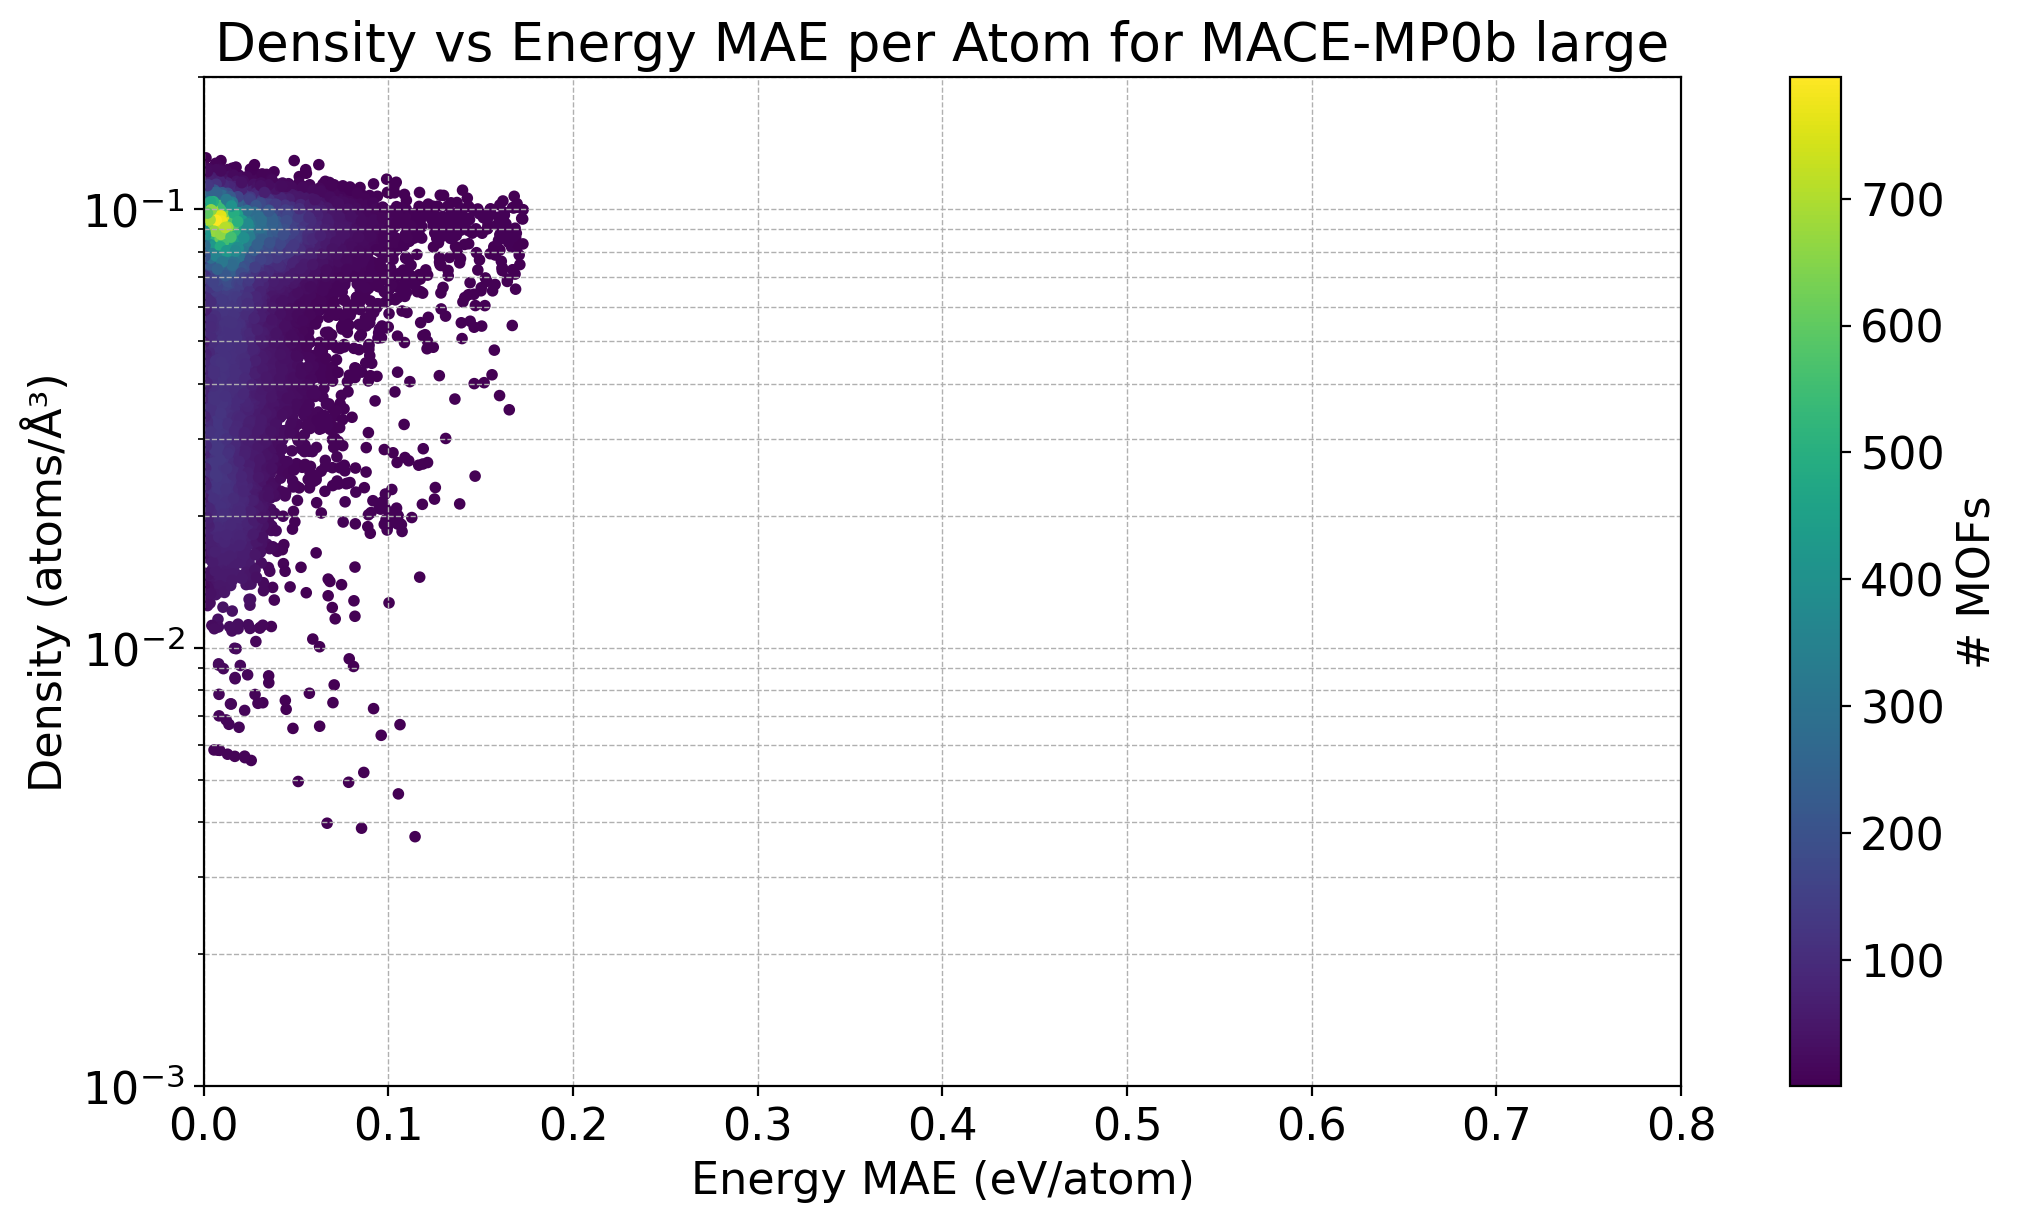 Density vs Energy MAE per Atom for MACE-MP0b large
Density (atoms/Å³)
10⁻¹
10⁻²
10⁻³
0.0 0.1 0.2 0.3 0.4 0.5 0.6 0.7 0.8
Energy MAE (eV/atom)
700
600
500
400
300
200
100
# MOFs